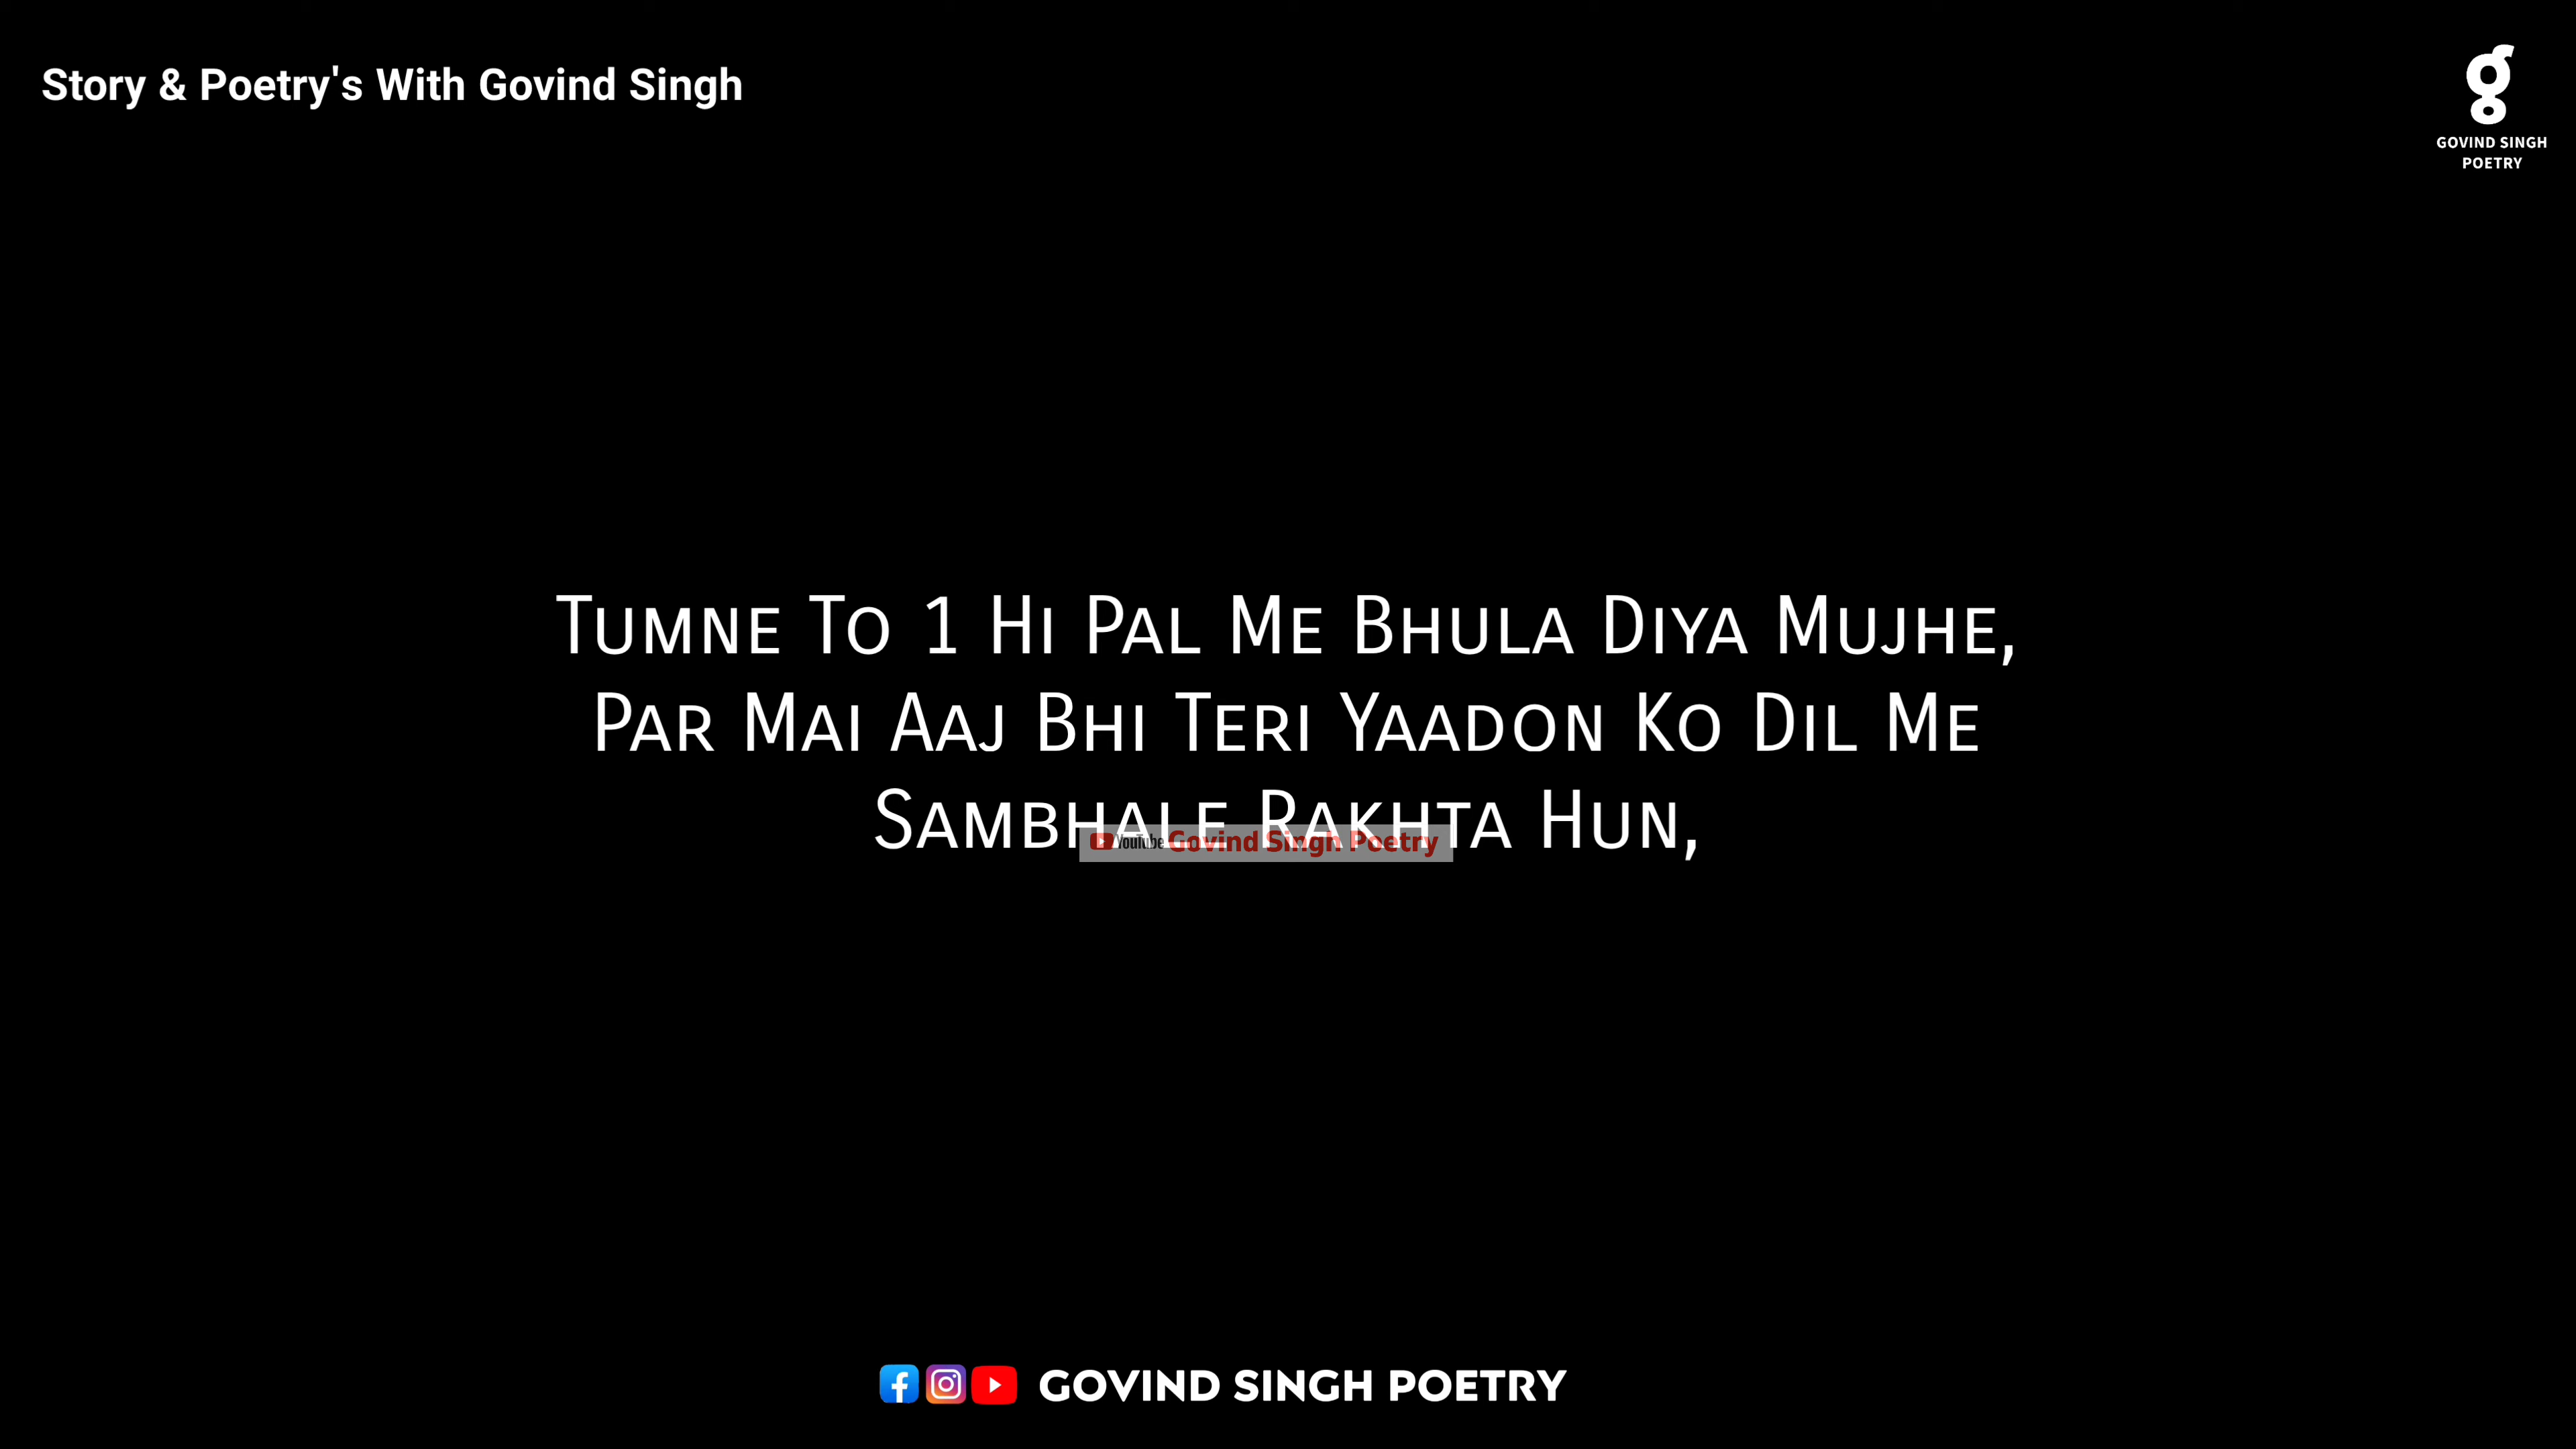 Story & Poetry's With Govind Singh
g
GOVIND SINGH
POETRY
Tumne To 1 Hi Pal Me Bhula Diya Mujhe,
Par Mai Aaj Bhi Teri Yaadon Ko Dil Me
Sambhale Rakhta Hun,
YouTube Govind Singh Poetry
GOVIND SINGH POETRY